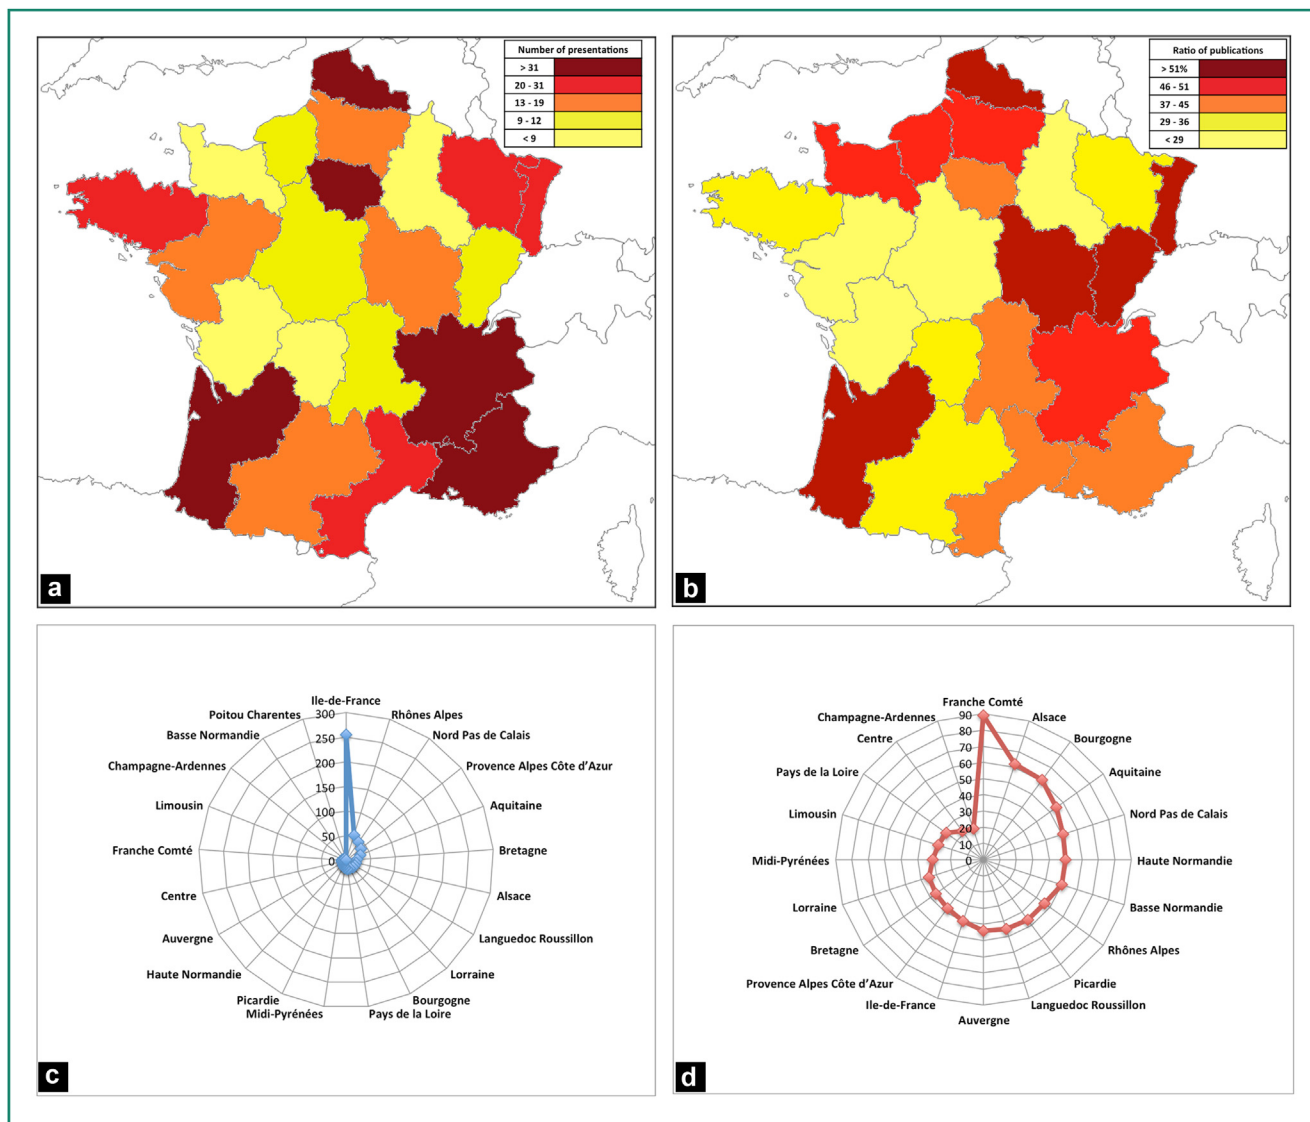 Number of presentations
> 31
20 - 31
13 - 19
9 - 12
< 9
a
Ratio of publications
> 51%
46 - 51
37 - 45
29 - 36
< 29
b
Ile-de-France
Rhônes Alpes
Nord Pas de Calais
Provence Alpes Côte d'Azur
Aquitaine
Bretagne
Alsace
Languedoc Roussillon
Lorraine
Bourgogne
Pays de la Loire
Midi-Pyrénées
Picardie
Haute Normandie
Auvergne
Centre
Franche Comté
Limousin
Champagne-Ardennes
Basse Normandie
Poitou Charentes
300
250
200
150
100
50
0
c
Franche Comté
Alsace
Bourgogne
Aquitaine
Nord Pas de Calais
Haute Normandie
Basse Normandie
Rhônes Alpes
Picardie
Languedoc Roussillon
Auvergne
Ile-de-France
Provence Alpes Côte d'Azur
Bretagne
Lorraine
Midi-Pyrénées
Limousin
Pays de la Loire
Centre
Champagne-Ardennes
90
80
70
60
50
40
30
20
10
0
d